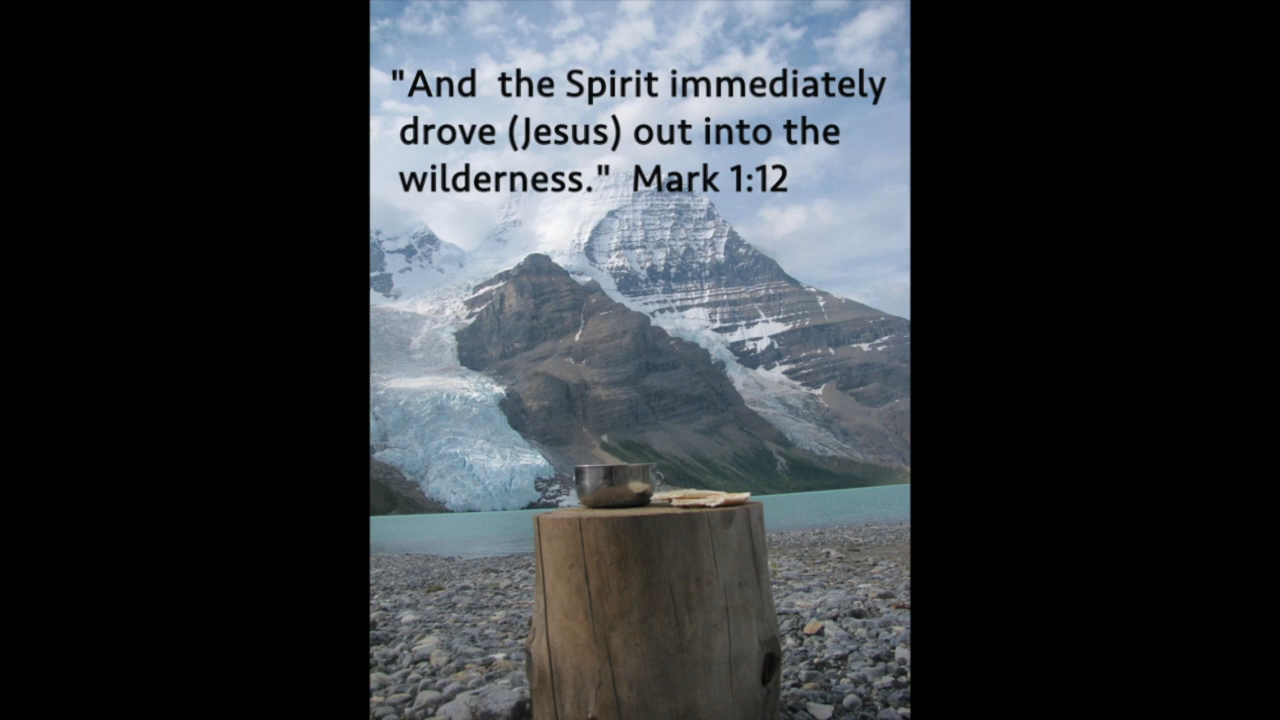 "And  the Spirit immediately
drove (Jesus) out into the
wilderness."  Mark 1:12